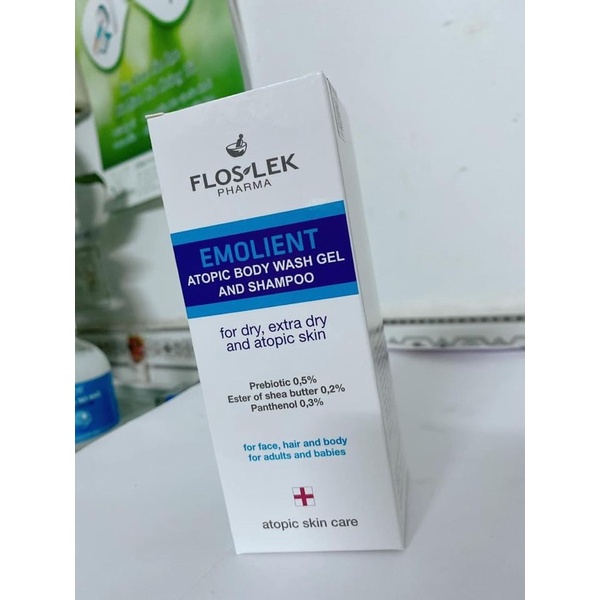 FLOSLEK
PHARMA
EMOLIENT
ATOPIC BODY WASH GEL
AND SHAMPOO
for dry, extra dry
and atopic skin
Prebiotic 0,5%
Ester of shea butter 0,2%
Panthenol 0,3%
for face, hair and body
for adults and babies
atopic skin care